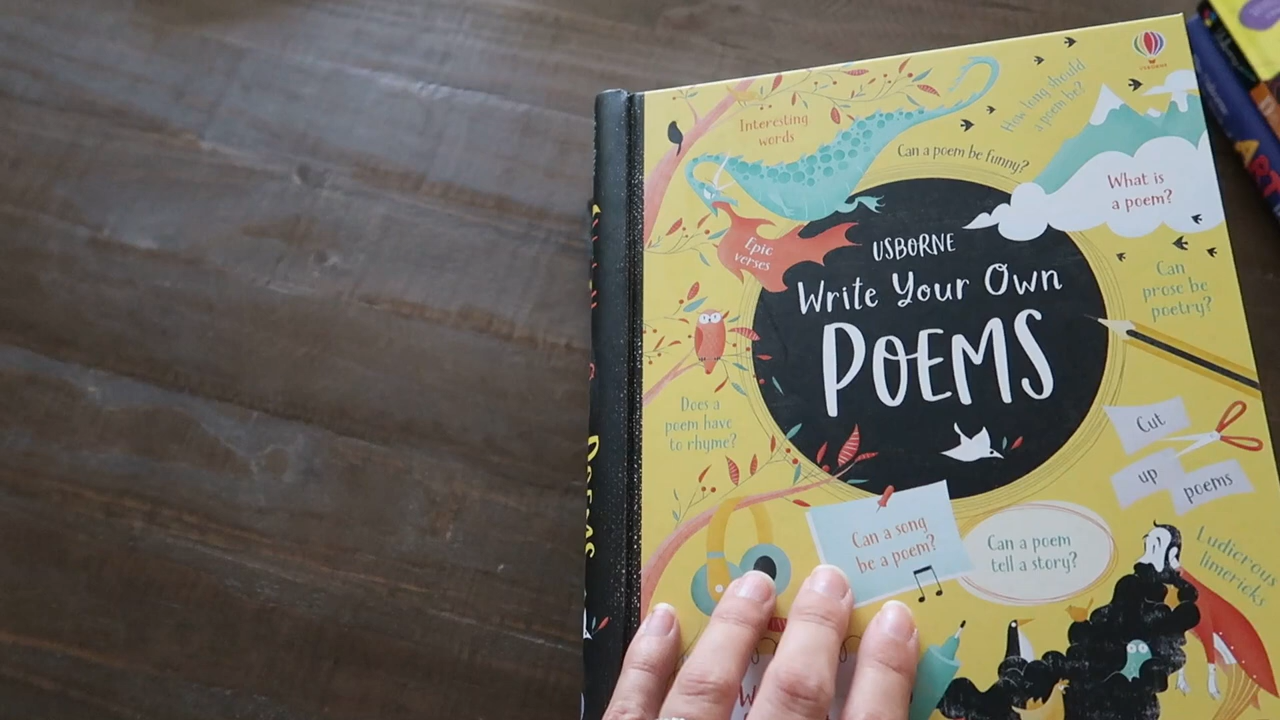 USBORNE
Interesting
words
How long should
a poem be?
Can a poem be funny?
What is
a poem?
Epic
verses
USBORNE
Write Your Own
POEMS
Can
prose be
poetry?
Does a
poem have
to rhyme?
Cut
up
poems
Can a song
be a poem?
Can a poem
tell a story?
Ludicrous
limericks
POEMS
ART